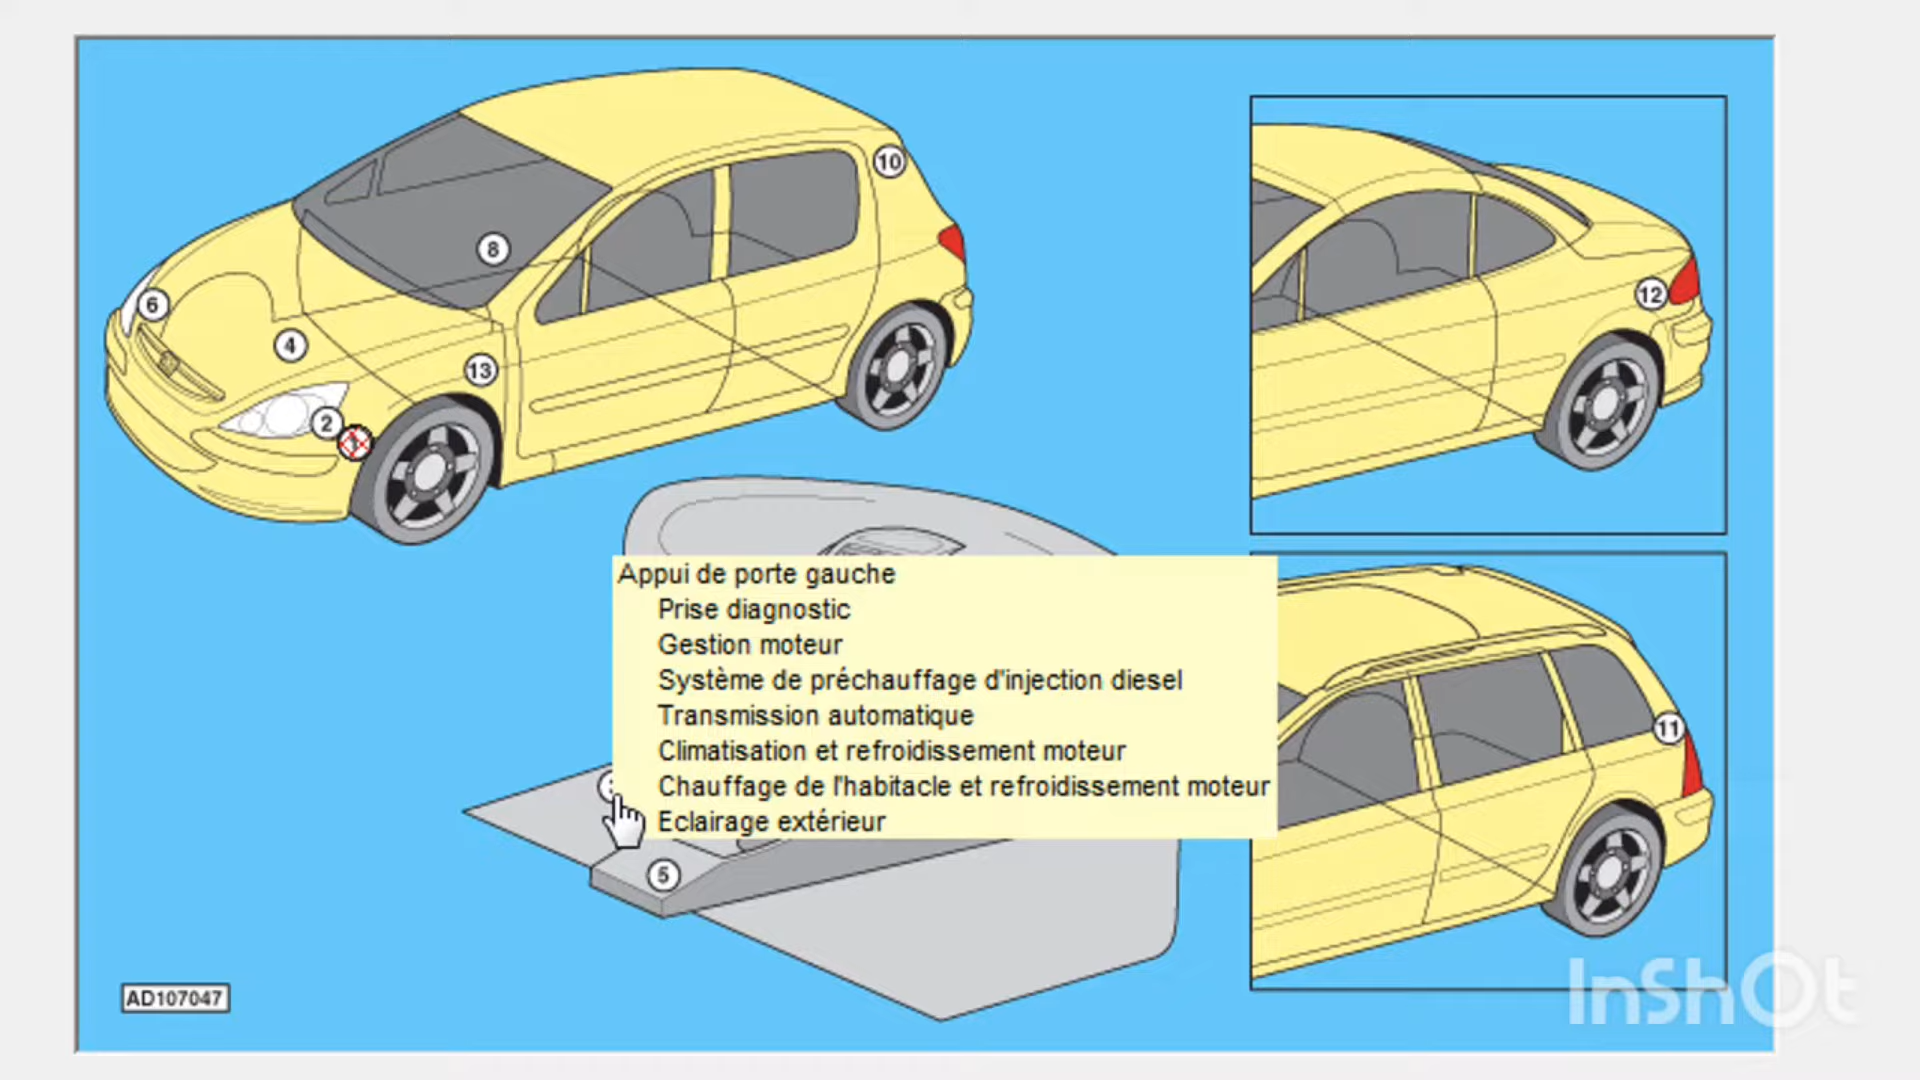 10
8
6
4
13
2
12
Appui de porte gauche
Prise diagnostic
Gestion moteur
Système de préchauffage d'injection diesel
Transmission automatique
Climatisation et refroidissement moteur
Chauffage de l'habitacle et refroidissement moteur
Eclairage extérieur
11
5
AD107047
InShOt